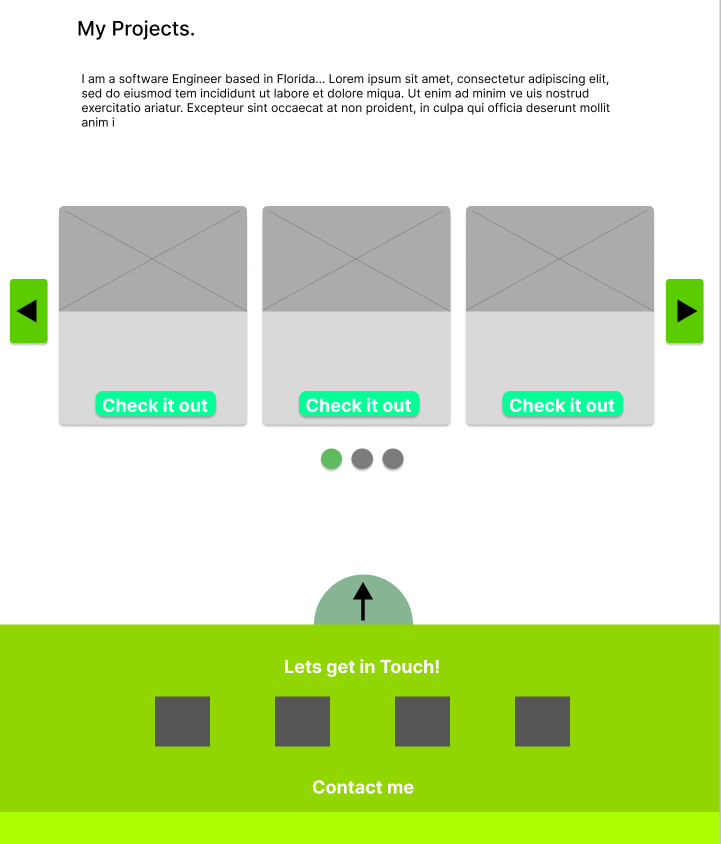 My Projects.
I am a software Engineer based in Florida... Lorem ipsum sit amet, consectetur adipiscing elit,
sed do eiusmod tem incididunt ut labore et dolore miqua. Ut enim ad minim ve uis nostrud
exercitatio ariatur. Excepteur sint occaecat at non proident, in culpa qui officia deserunt mollit
anim i
Check it out
Check it out
Check it out
Lets get in Touch!
Contact me